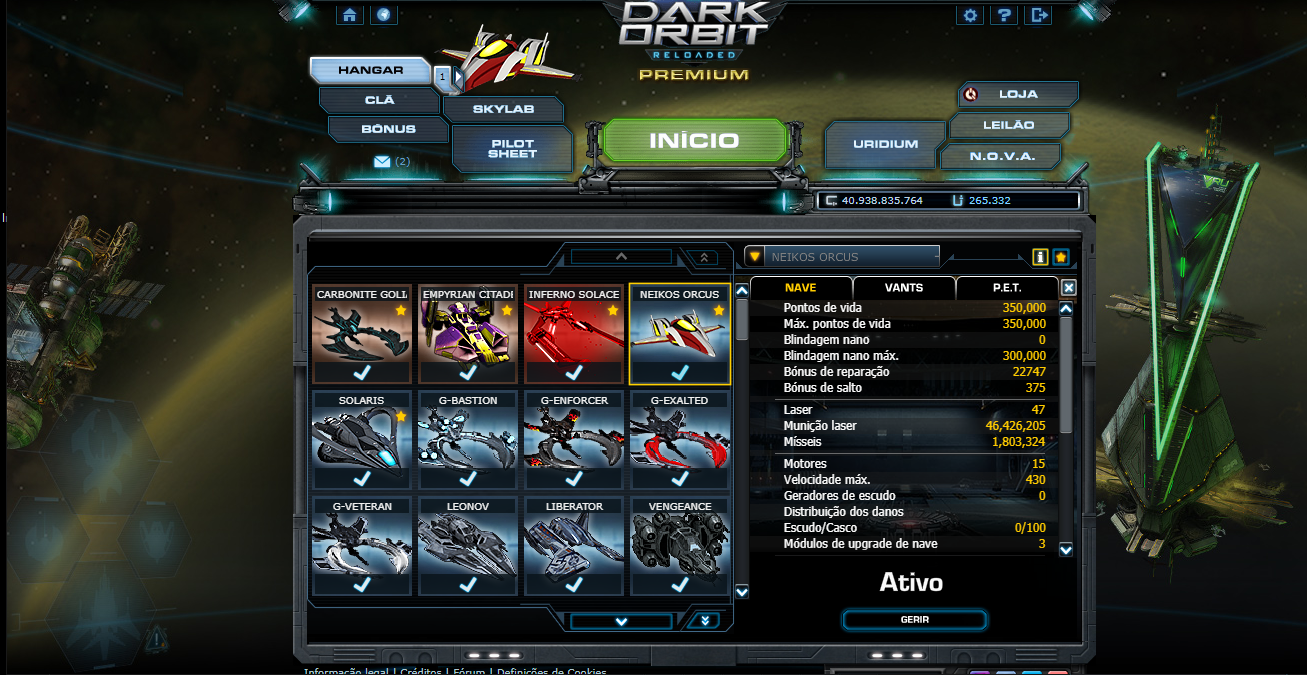 DARK
ORBIT
RELOADED
PREMIUM
HANGAR
1
CLÃ
SKYLAB
BÓNUS
PILOT
SHEET
(2)
INÍCIO
LOJA
LEILÃO
URIDIUM
N.O.V.A.
40.938.835.764
265.332
NEIKOS ORCUS
CARBONITE GOLI
EMPYRIAN CITADE
INFERNO SOLACE
NEIKOS ORCUS
SOLARIS
G-BASTION
G-ENFORCER
G-EXALTED
G-VETERAN
LEONOV
LIBERATOR
VENGEANCE
NAVE
VANTS
P.E.T.
Pontos de vida 350,000
Máx. pontos de vida 350,000
Blindagem nano 0
Blindagem nano máx. 300,000
Bónus de reparação 22747
Bónus de salto 375
Laser 47
Munição laser 46,426,205
Mísseis 1,803,324
Motores 15
Velocidade máx. 430
Geradores de escudo 0
Distribuição dos danos
Escudo/Casco 0/100
Módulos de upgrade de nave 3
Ativo
GERIR
Informação legal | Créditos | Fórum | Definições de Cookies